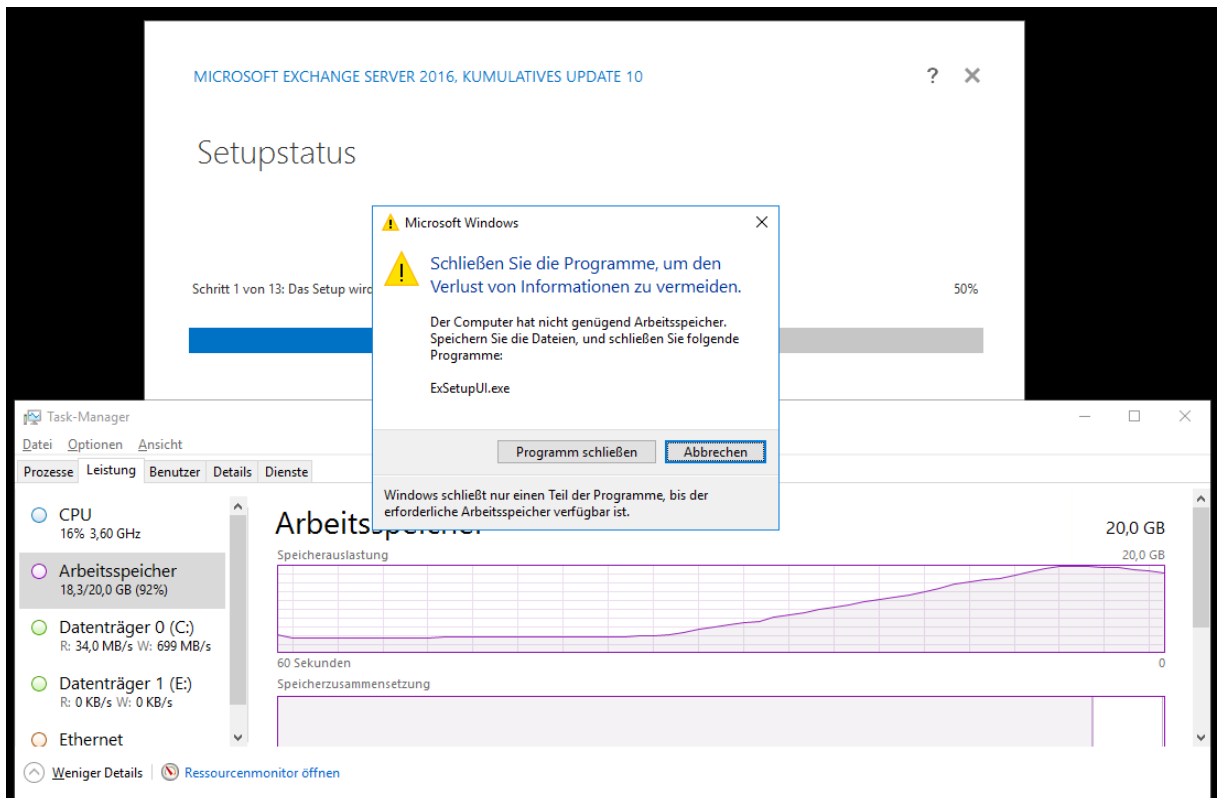 MICROSOFT EXCHANGE SERVER 2016, KUMULATIVES UPDATE 10
?
Setupstatus
Schritt 1 von 13: Das Setup wird
50%
Microsoft Windows
Schließen Sie die Programme, um den
Verlust von Informationen zu vermeiden.
Der Computer hat nicht genügend Arbeitsspeicher.
Speichern Sie die Dateien, und schließen Sie folgende
Programme:
ExSetupUI.exe
Programm schließen
Abbrechen
Windows schließt nur einen Teil der Programme, bis der
erforderliche Arbeitsspeicher verfügbar ist.
Task-Manager
Datei Optionen Ansicht
Prozesse Leistung Benutzer Details Dienste
CPU
16% 3,60 GHz
Arbeitsspeicher
18,3/20,0 GB (92%)
Datenträger 0 (C:)
R: 34,0 MB/s W: 699 MB/s
Datenträger 1 (E:)
R: 0 KB/s W: 0 KB/s
Ethernet
Arbeitsspeicher
20,0 GB
Speicherauslastung
20,0 GB
60 Sekunden
0
Speicherzusammensetzung
Weniger Details
Ressourcenmonitor öffnen